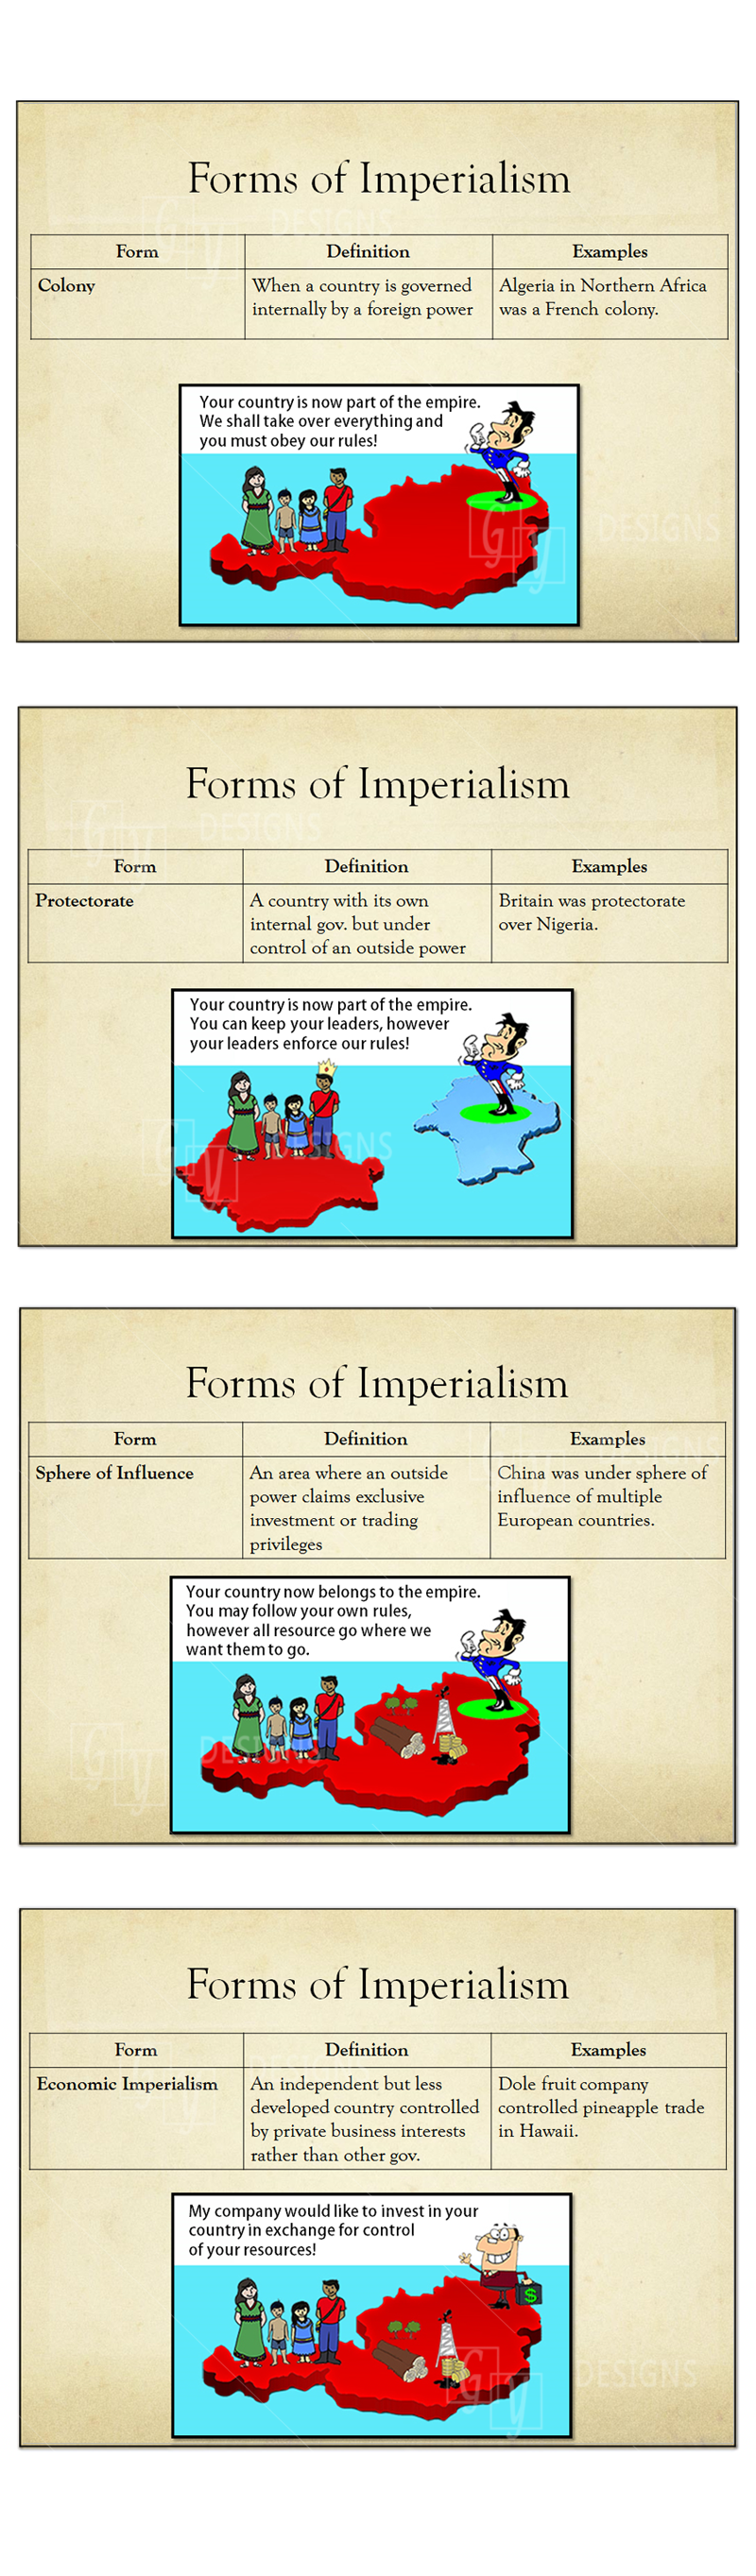 Forms of Imperialism
Form Definition Examples
Colony When a country is governed Algeria in Northern Africa
internally by a foreign power was a French colony.
Your country is now part of the empire.
We shall take over everything and
you must obey our rules!
GY DESIGNS
Forms of Imperialism
Form Definition Examples
Protectorate A country with its own Britain was protectorate
internal gov. but under over Nigeria.
control of an outside power
Your country is now part of the empire.
You can keep your leaders, however
your leaders enforce our rules!
GY DESIGNS
Forms of Imperialism
Form Definition Examples
Sphere of Influence An area where an outside China was under sphere of
power claims exclusive influence of multiple
investment or trading European countries.
privileges
Your country now belongs to the empire.
You may follow your own rules,
however all resource go where we
want them to go.
GY DESIGNS
Forms of Imperialism
Form Definition Examples
Economic Imperialism An independent but less Dole fruit company
developed country controlled controlled pineapple trade
by private business interests in Hawaii.
rather than other gov.
My company would like to invest in your
country in exchange for control
of your resources!
$
GY DESIGNS